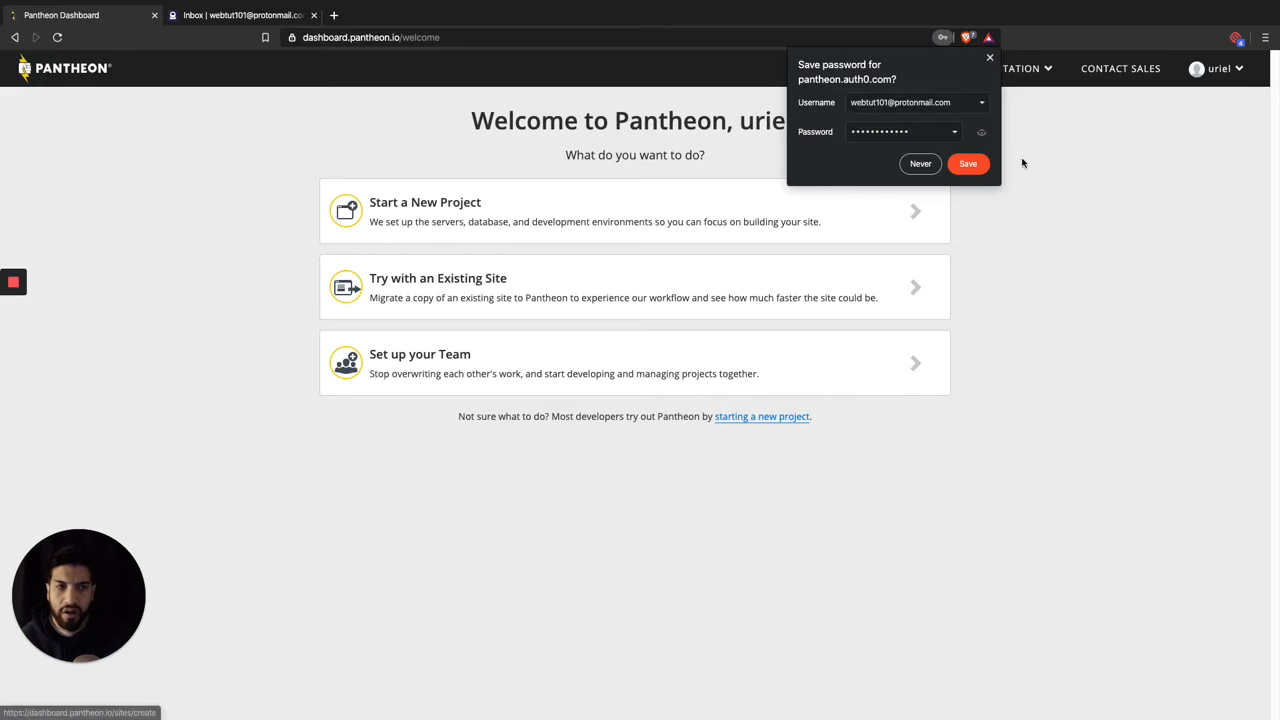 Pantheon Dashboard
Inbox | webtut101@protonmail.co
dashboard.pantheon.io/welcome
7
4
PANTHEON®
TATION
CONTACT SALES
uriel
Save password for
pantheon.auth0.com?
Username
webtut101@protonmail.com
Password
••••••••••••
Never
Save
Welcome to Pantheon, urie
What do you want to do?
Start a New Project
We set up the servers, database, and development environments so you can focus on building your site.
Try with an Existing Site
Migrate a copy of an existing site to Pantheon to experience our workflow and see how much faster the site could be.
Set up your Team
Stop overwriting each other's work, and start developing and managing projects together.
Not sure what to do? Most developers try out Pantheon by starting a new project.
https://dashboard.pantheon.io/sites/create